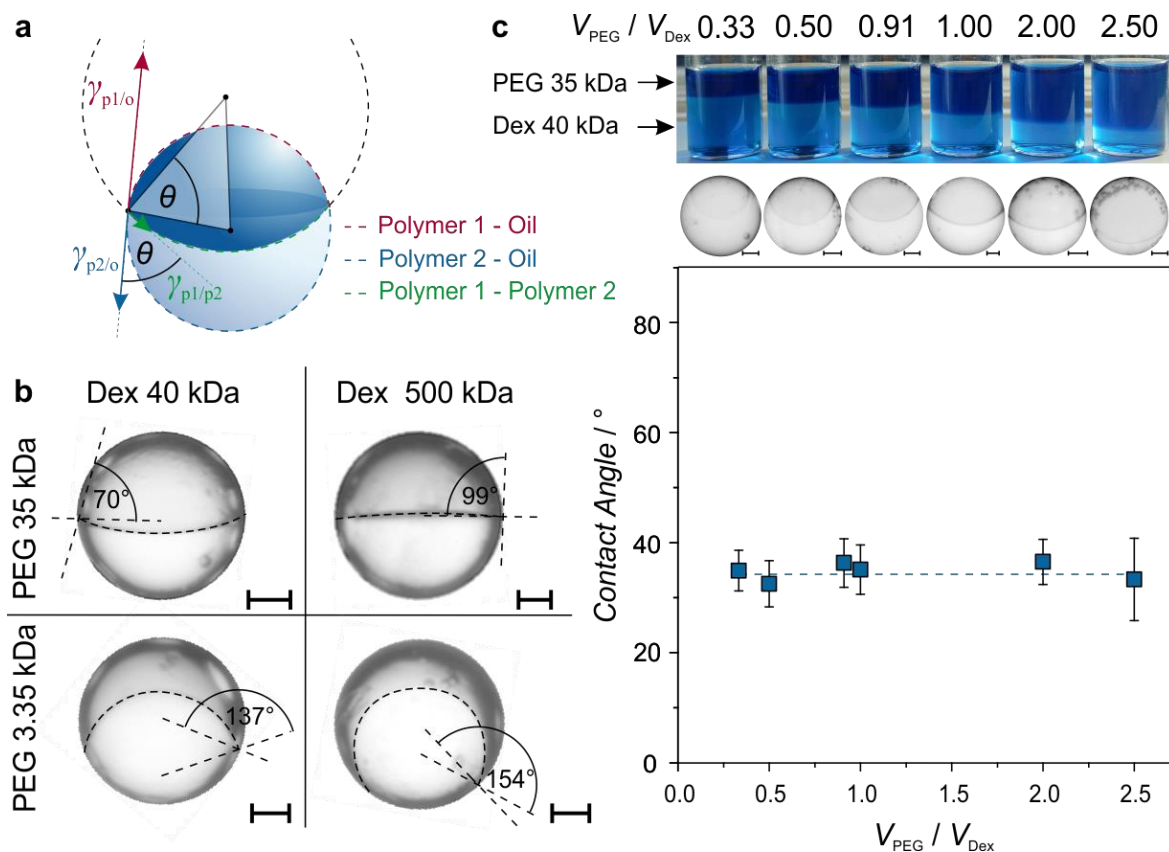 a
γp1/o
θ
θ
γp2/o
γp1/p2
Polymer 1 - Oil
Polymer 2 - Oil
Polymer 1 - Polymer 2
b
Dex 40 kDa
Dex 500 kDa
PEG 35 kDa
70°
99°
PEG 3.35 kDa
137°
154°
c
VPEG / VDex 0.33 0.50 0.91 1.00 2.00 2.50
PEG 35 kDa
Dex 40 kDa
Contact Angle / °
80
60
40
20
0
0.0 0.5 1.0 1.5 2.0 2.5
VPEG / VDex